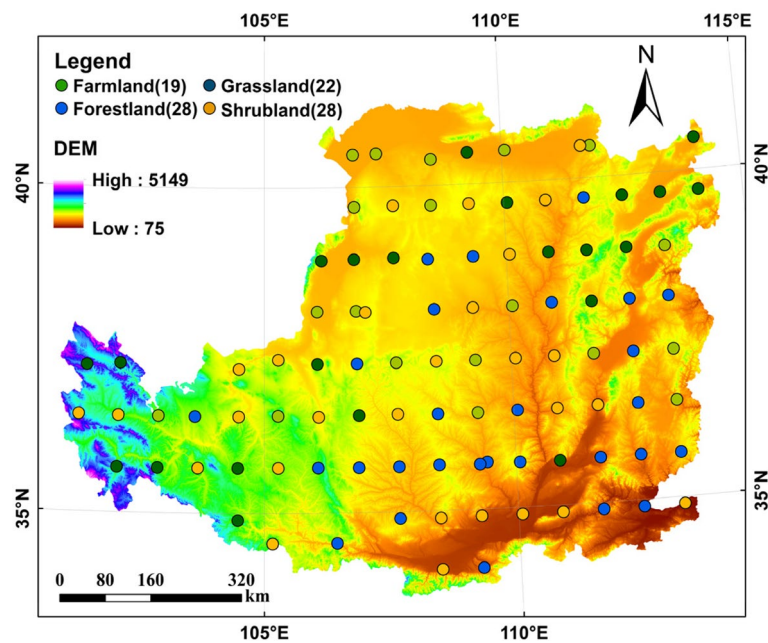 105°E 110°E 115°E
Legend
Farmland(19) Grassland(22)
Forestland(28) Shrubland(28)
DEM
High : 5149
Low : 75
N
40°N 40°N
35°N 35°N
0 80 160 320
km
105°E 110°E